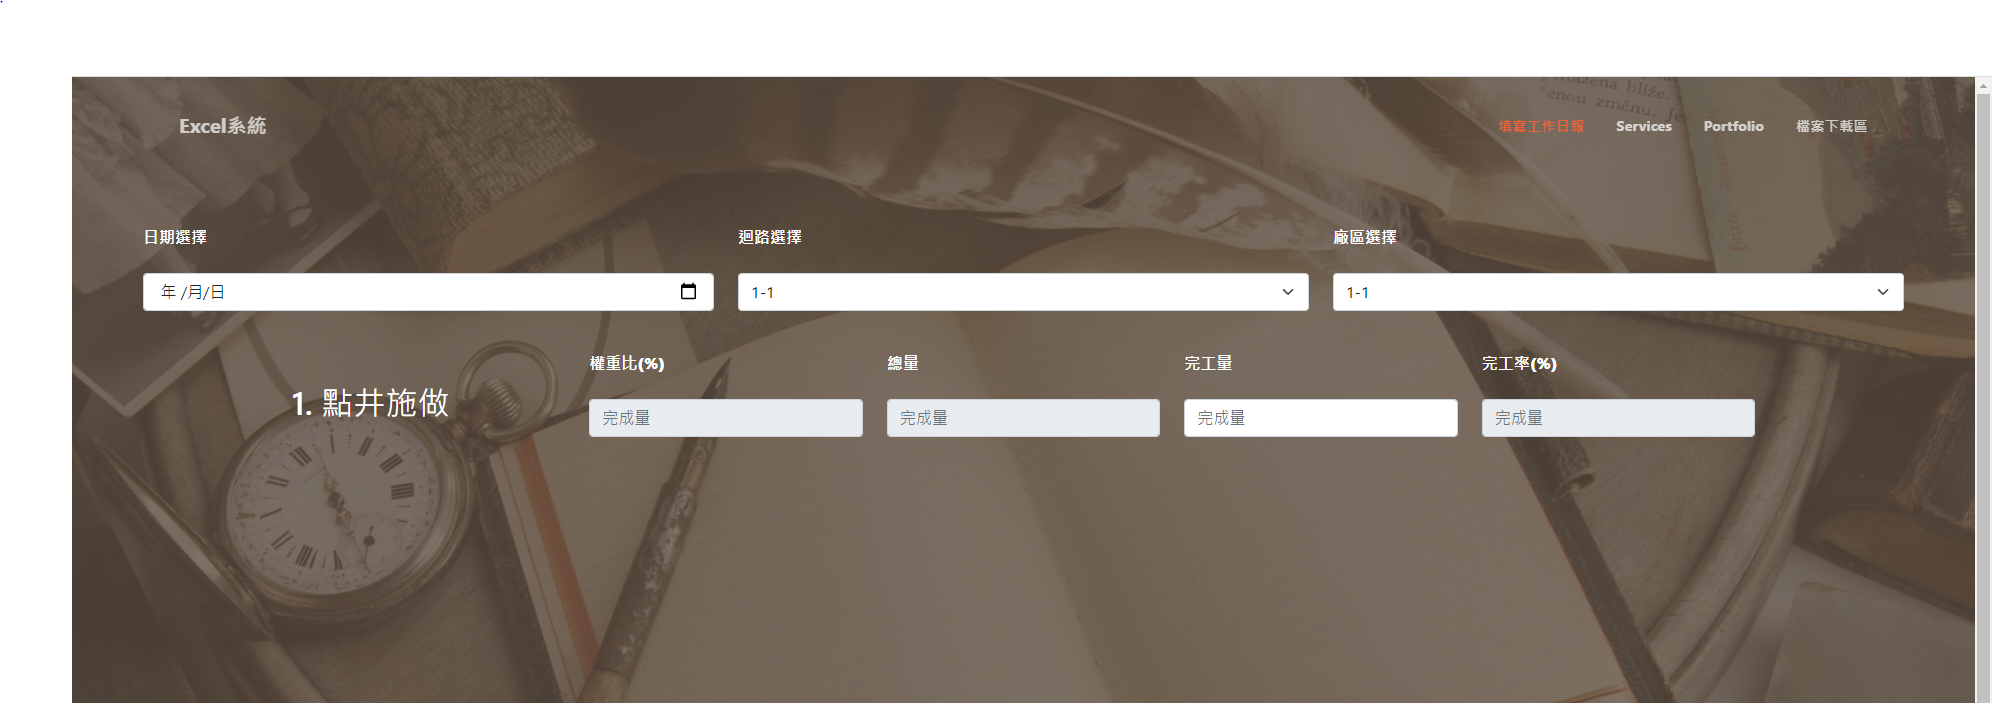 Excel系統
填寫工作日報 Services Portfolio 檔案下載區
日期選擇 迴路選擇 廠區選擇
年 /月/日 1-1 1-1
權重比(%) 總量 完工量 完工率(%)
1. 點井施做
完成量 完成量 完成量 完成量